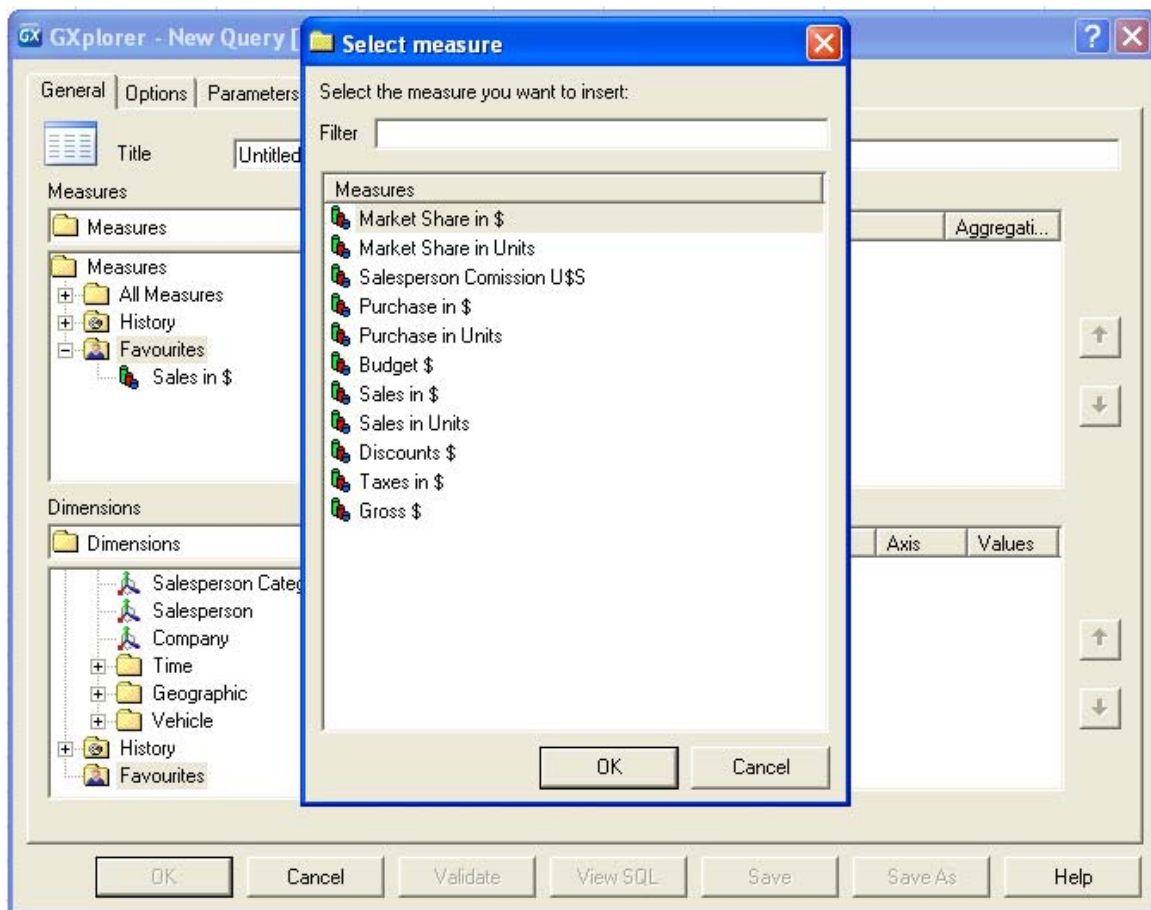 GXplorer - New Query [
General
Options
Parameters
Title
Untitled
Measures
Measures
Measures
All Measures
History
Favourites
Sales in $
Aggregati...
Dimensions
Dimensions
Salesperson Categ
Salesperson
Company
Time
Geographic
Vehicle
History
Favourites
Axis
Values
OK
Cancel
Validate
View SQL
Save
Save As
Help
Select measure
Select the measure you want to insert:
Filter
Measures
Market Share in $
Market Share in Units
Salesperson Comission U$S
Purchase in $
Purchase in Units
Budget $
Sales in $
Sales in Units
Discounts $
Taxes in $
Gross $
OK
Cancel